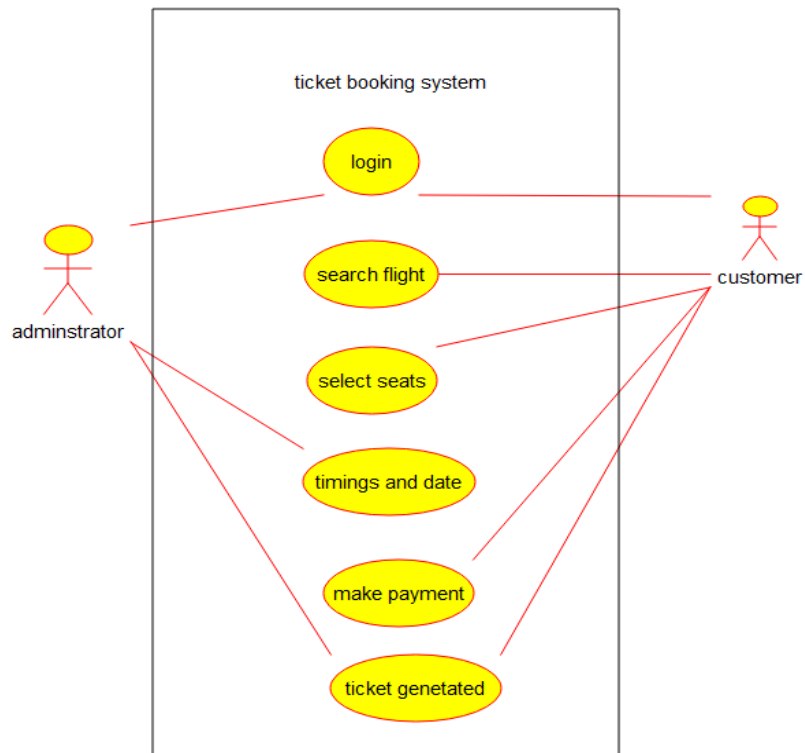 ticket booking system
login
search flight
customer
adminstrator
select seats
timings and date
make payment
ticket genetated